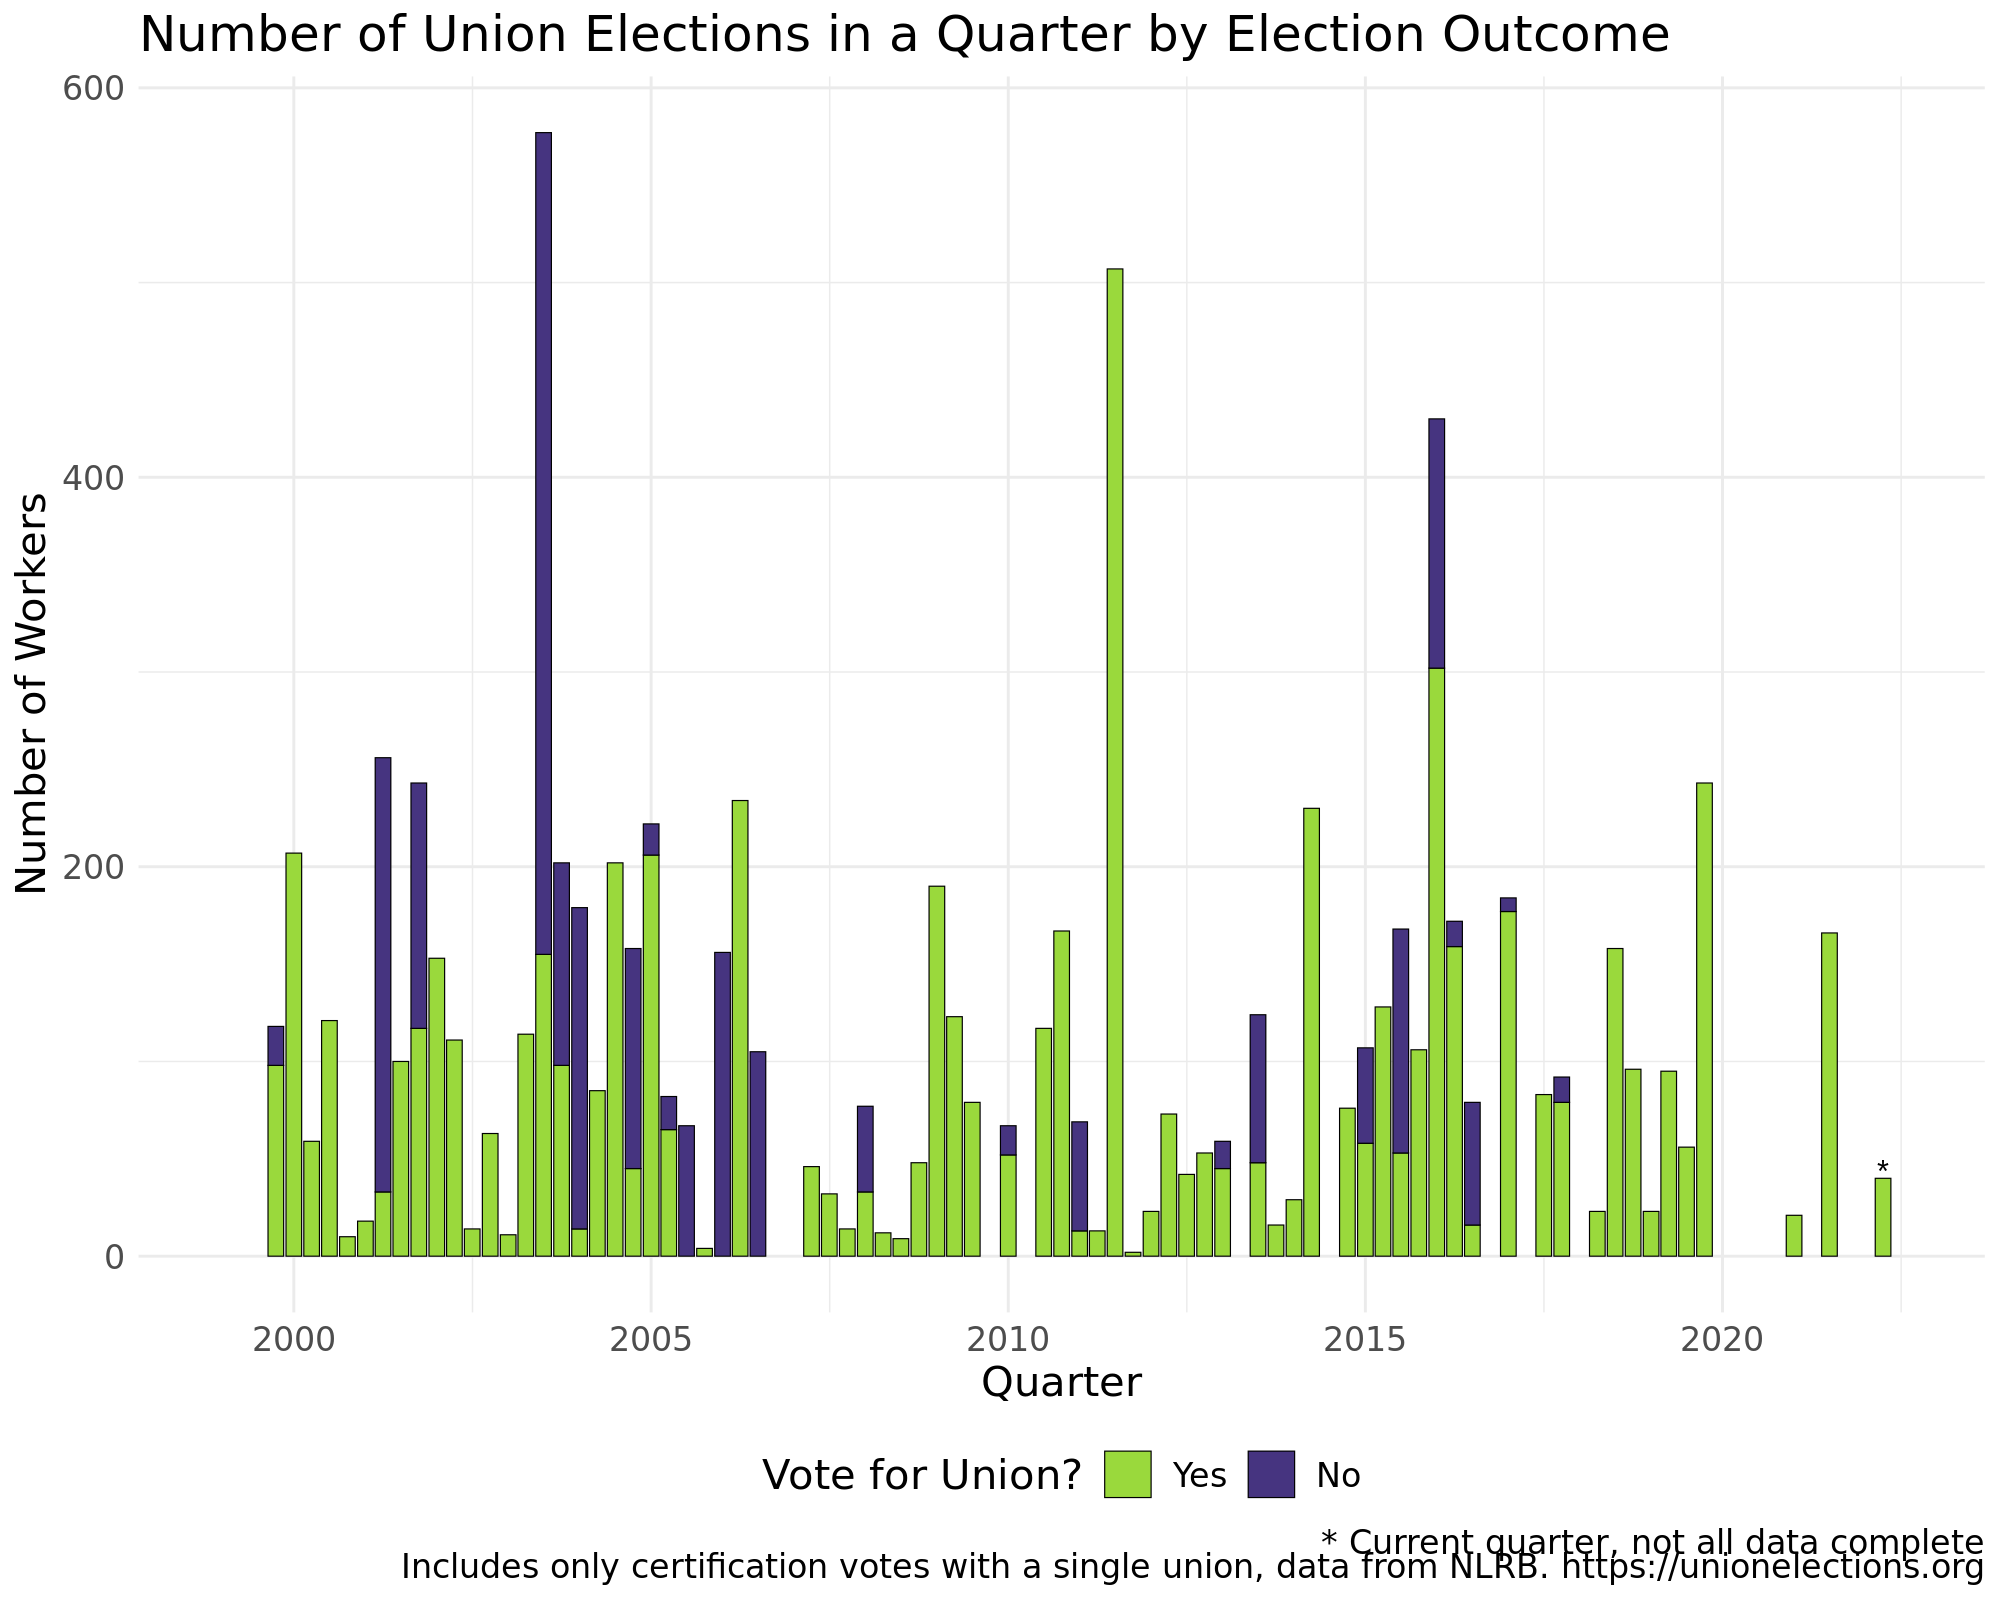 Number of Union Elections in a Quarter by Election Outcome
600
400
200
0
Number of Workers
2000 2005 2010 2015 2020
*
Quarter
Vote for Union? Yes No
* Current quarter, not all data complete
Includes only certification votes with a single union, data from NLRB. https://unionelections.org